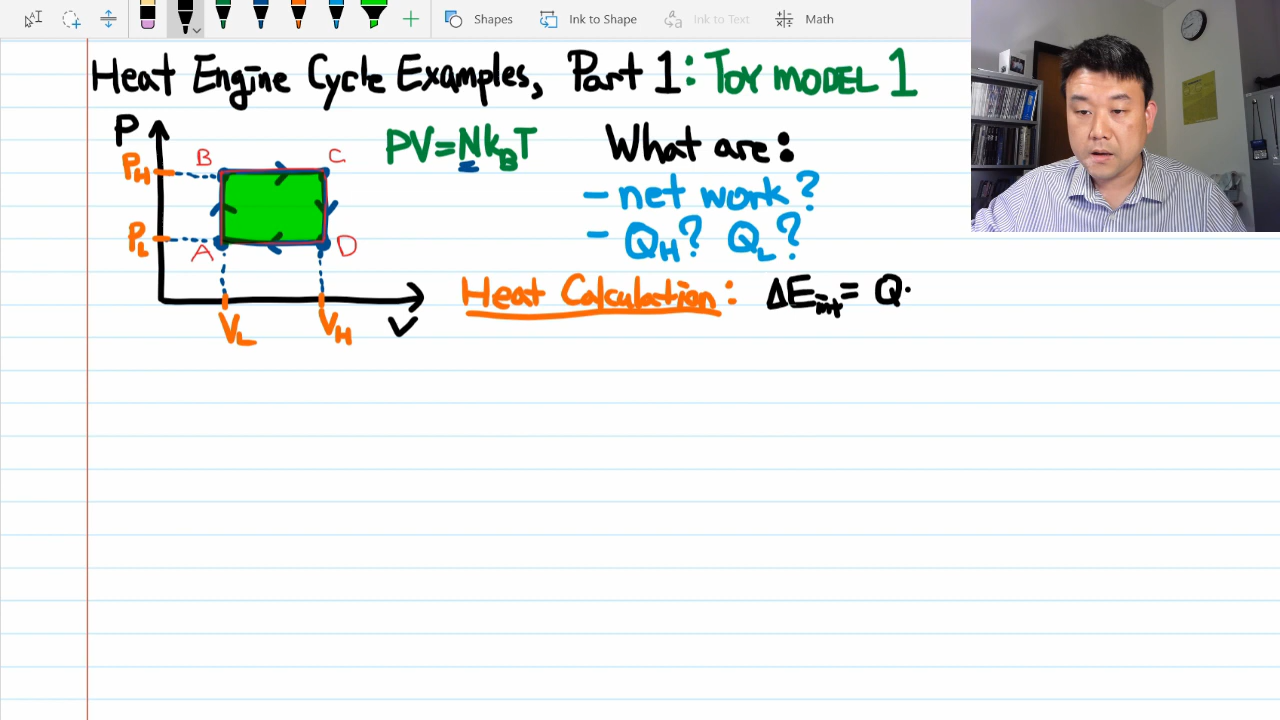 Shapes Ink to Shape Ink to Text Math
Heat Engine Cycle Examples, Part 1: TOY MODEL 1
P
PV=NkBT
What are:
PH
B
C
- net work?
PL
A
D
- QH? QL?
Heat Calculation: ΔEint = Q·
VL
VH
V